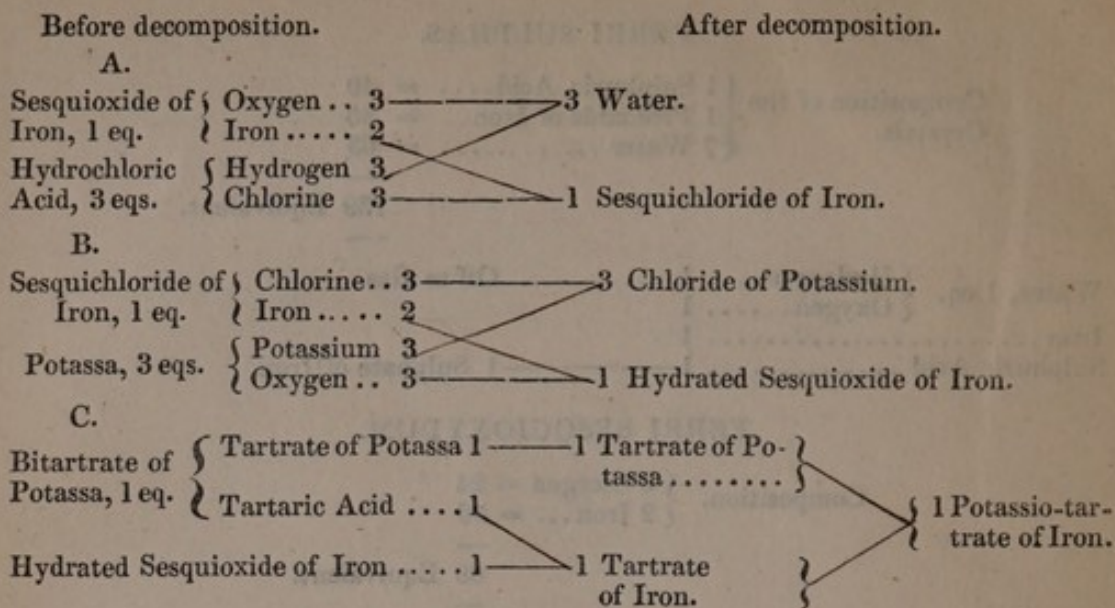 Before decomposition. After decomposition.
A.
Sesquioxide of { Oxygen .. 3 3 Water.
Iron, 1 eq. Iron ..... 2
Hydrochloric { Hydrogen 3
Acid, 3 eqs. Chlorine 3 1 Sesquichloride of Iron.
B.
Sesquichloride of { Chlorine.. 3 3 Chloride of Potassium.
Iron, 1 eq. Iron ..... 2
Potassa, 3 eqs. { Potassium 3
Oxygen .. 3 1 Hydrated Sesquioxide of Iron.
C.
Bitartrate of { Tartrate of Potassa 1 1 Tartrate of Po-
Potassa, 1 eq. tassa ........ }
Tartaric Acid .... 1 { 1 Potassio-tar-
trate of Iron.
Hydrated Sesquioxide of Iron ..... 1 1 Tartrate
of Iron. }